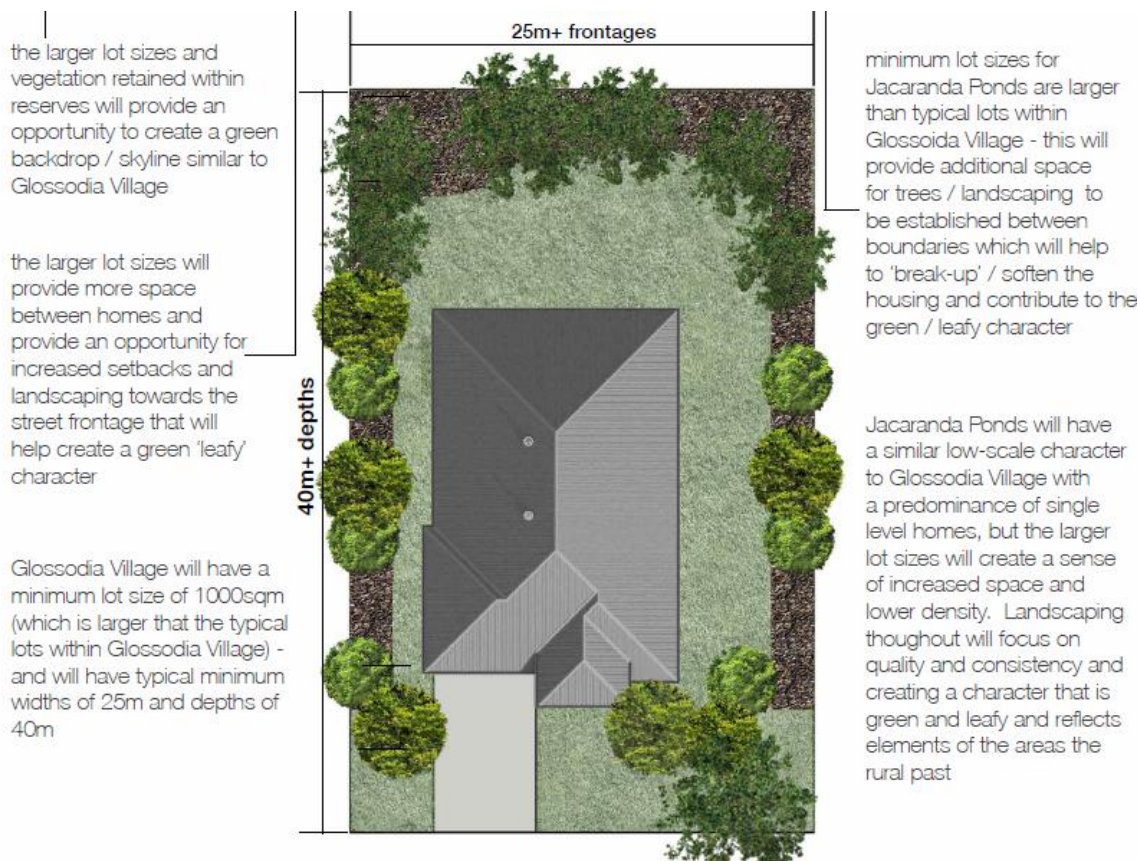 25m+ frontages
the larger lot sizes and
vegetation retained within
reserves will provide an
opportunity to create a green
backdrop / skyline similar to
Glossodia Village
the larger lot sizes will
provide more space
between homes and
provide an opportunity for
increased setbacks and
landscaping towards the
street frontage that will
help create a green 'leafy'
character
Glossodia Village will have a
minimum lot size of 1000sqm
(which is larger that the typical
lots within Glossodia Village) -
and will have typical minimum
widths of 25m and depths of
40m
40m+ depths
minimum lot sizes for
Jacaranda Ponds are larger
than typical lots within
Glossoida Village - this will
provide additional space
for trees / landscaping to
be established between
boundaries which will help
to 'break-up' / soften the
housing and contribute to the
green / leafy character
Jacaranda Ponds will have
a similar low-scale character
to Glossodia Village with
a predominance of single
level homes, but the larger
lot sizes will create a sense
of increased space and
lower density. Landscaping
thoughout will focus on
quality and consistency and
creating a character that is
green and leafy and reflects
elements of the areas the
rural past